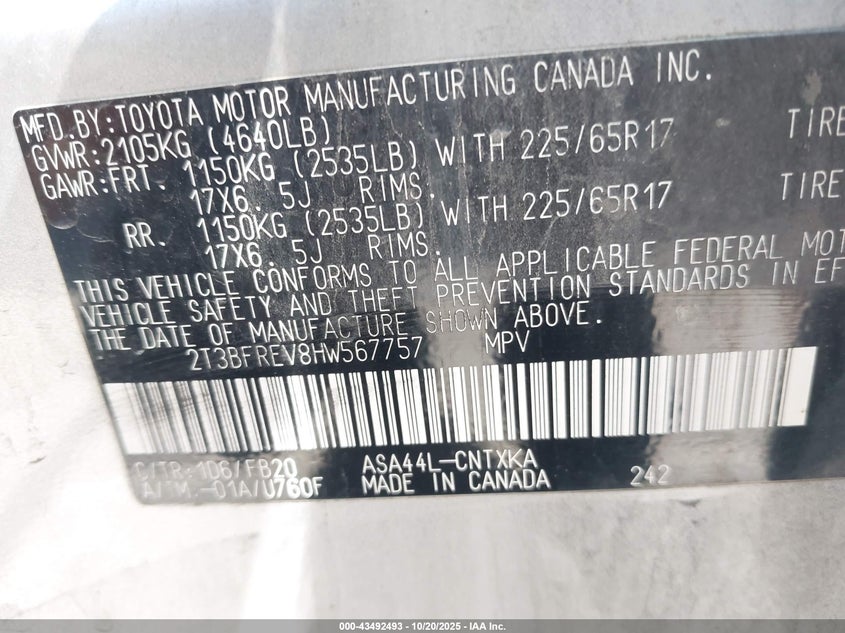 MFD.BY:TOYOTA MOTOR MANUFACTURING CANADA INC.
GVWR:2105KG (4640LB)
GAWR:FRT. 1150KG (2535LB) WITH 225/65R17 TIRE
17X6. 5J RIMS.
RR. 1150KG (2535LB) WITH 225/65R17 TIRE
17X6. 5J RIMS.
THIS VEHICLE CONFORMS TO ALL APPLICABLE FEDERAL MOT
VEHICLE SAFETY AND THEFT PREVENTION STANDARDS IN EF
THE DATE OF MANUFACTURE SHOWN ABOVE.
2T3BFREV8HW567757 MPV
C/TR:1D6/FB20 ASA44L-CNTXKA
A/TM.-01A/U760F MADE IN CANADA 242
000-43492493 | 10/20/2025 | IAA Inc.